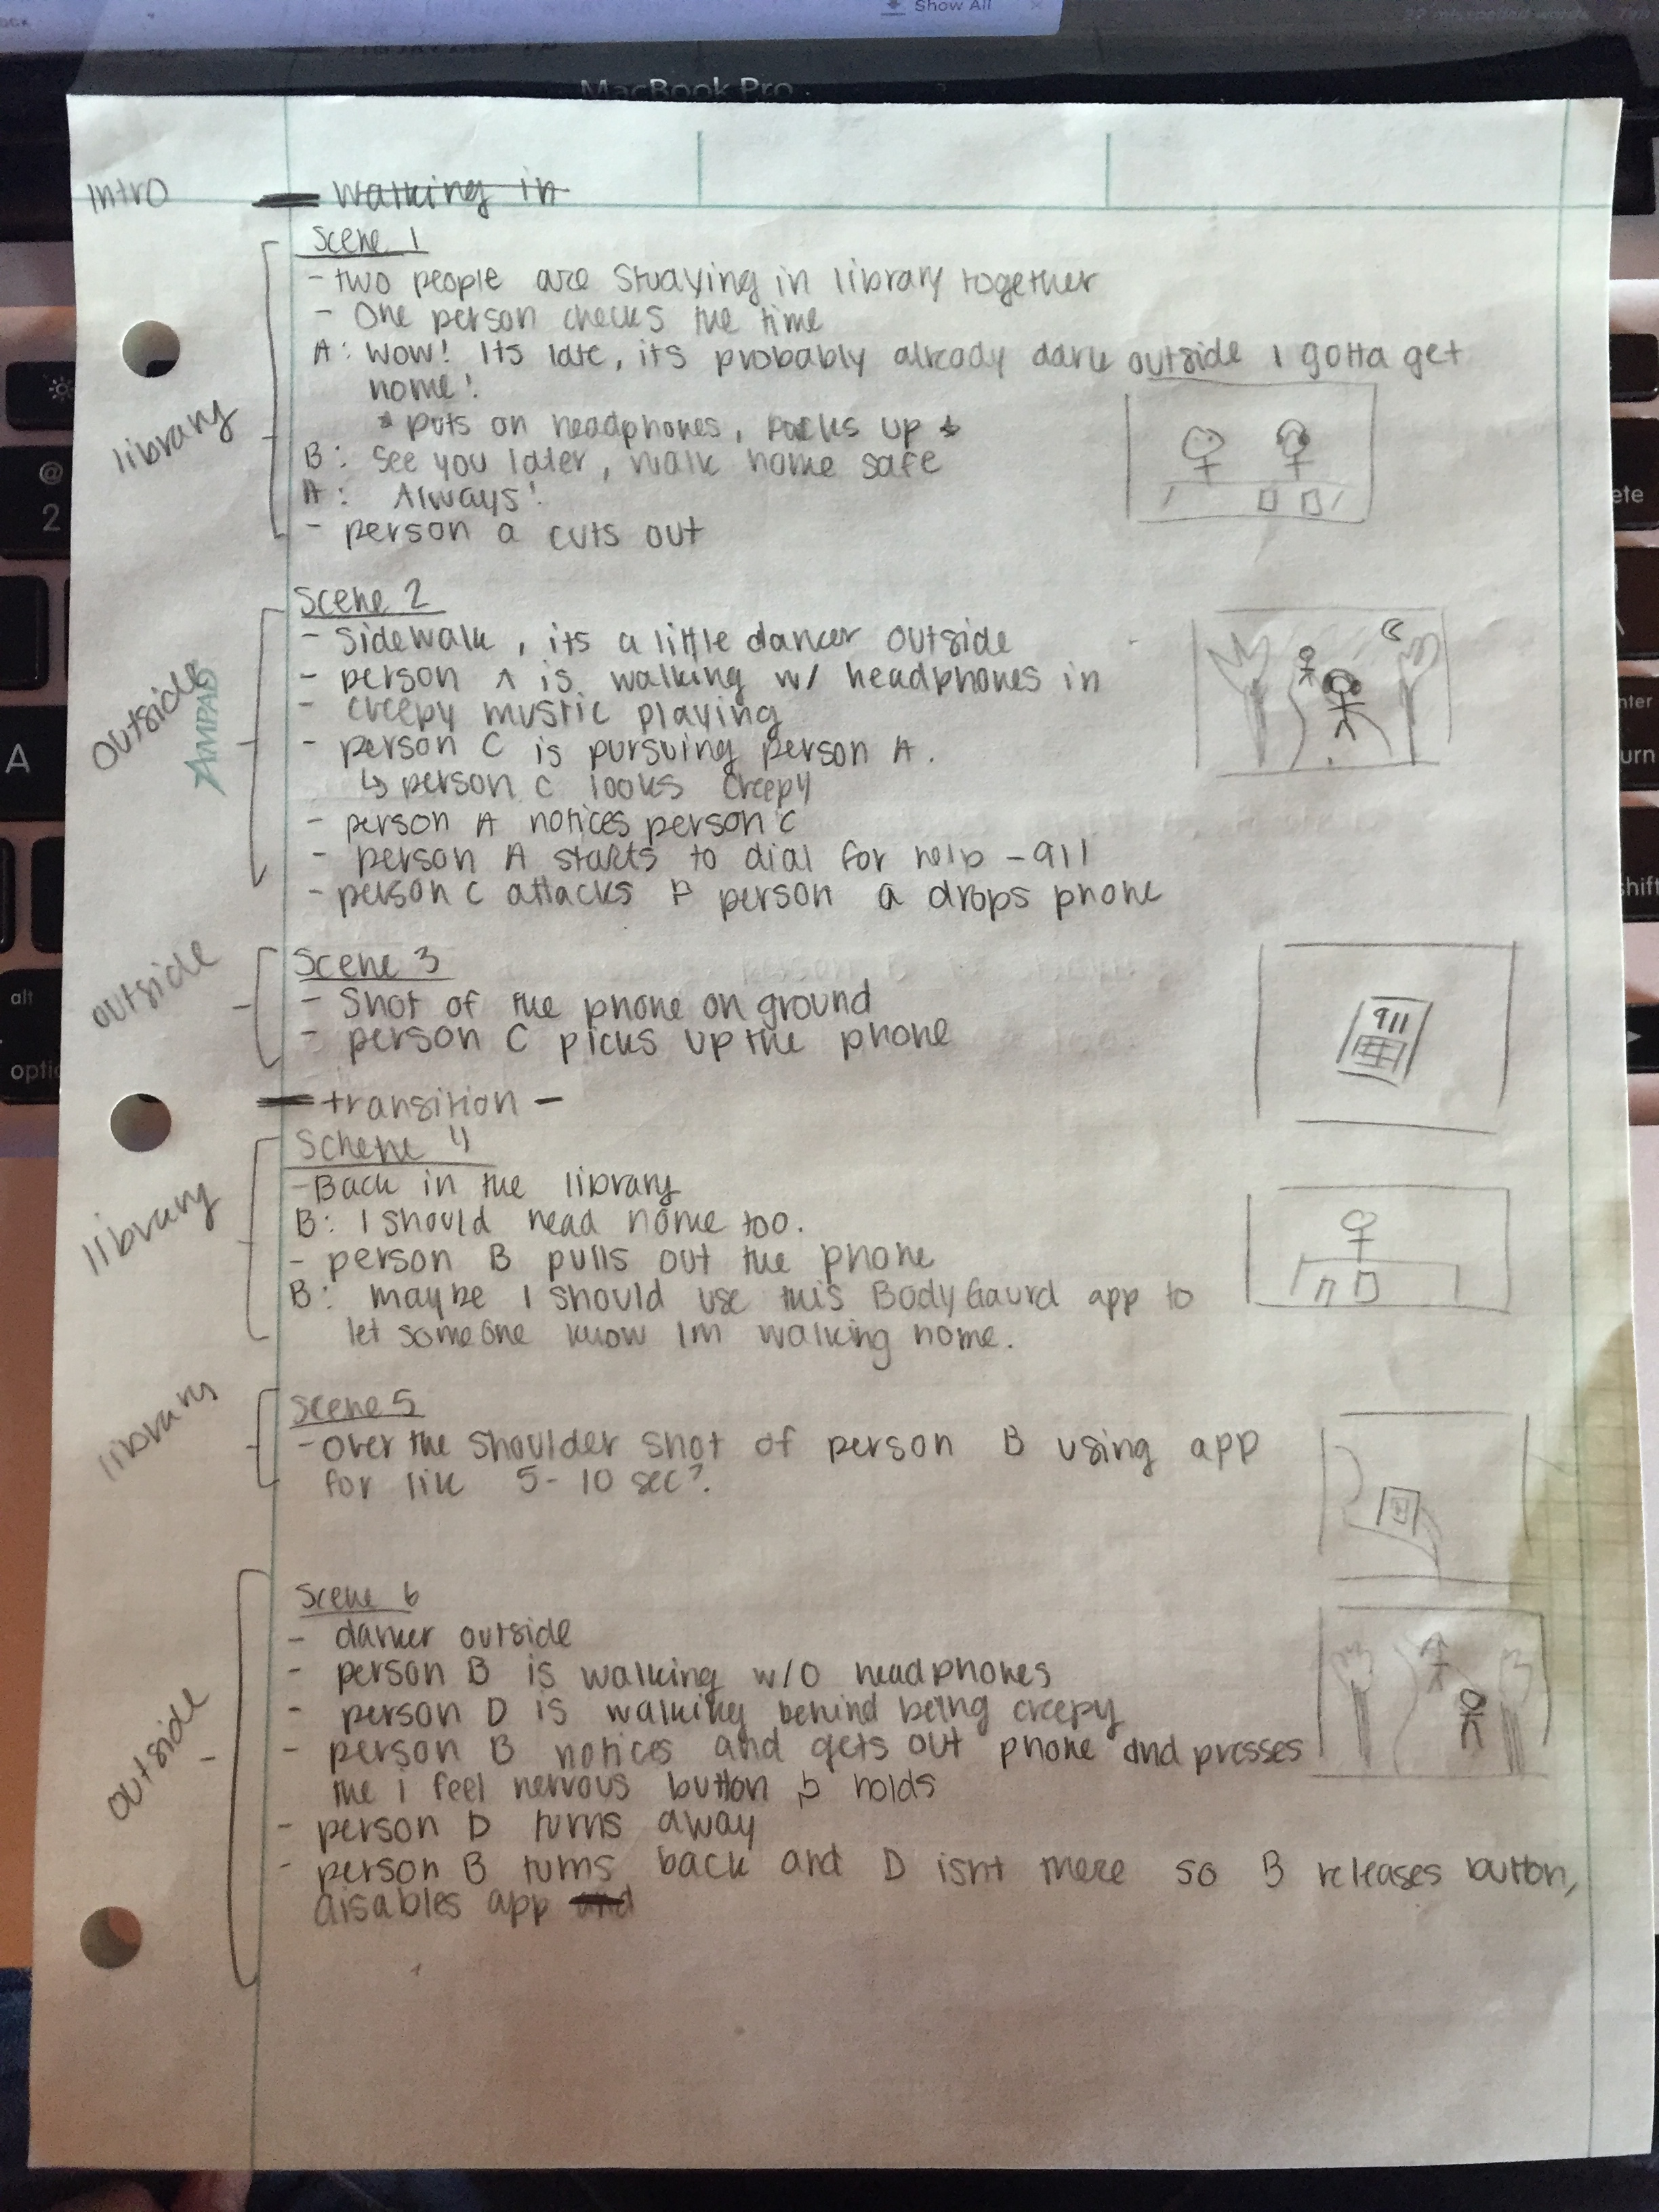 Show All
MacBook Pro
Intro
- walking in
Scene 1
- two people are studying in library together
- One person checks the time
A: Wow! Its late, its probably already dark outside I gotta get
home!
* puts on headphones, packs up *
B: See you later, walk home safe
A: Always!
- person a cuts out
library
Scene 2
- Sidewalk, its a little darker outside
- person A is walking w/ headphones in
- creepy mustic playing
- person C is pursuing person A.
↳ person C looks creepy
- person A notices person C
- person A starts to dial for help - 911
- person C attacks & person a drops phone
outside
AMPAD
Scene 3
- Shot of the phone on ground
- person C picks up the phone
outside
911
- transition -
Schene 4
- Back in the library
B: I should head home too.
- person B pulls out the phone
B: maybe I should use this BodyGaurd app to
let someone know Im walking home.
library
Scene 5
- over the shoulder shot of person B using app
for lik 5-10 sec?
library
Scene 6
- darker outside
- person B is walking w/o headphones
- person D is walking behind being creepy
- person B notices and gets out phone and presses
the i feel nervous button & holds
- person D turns away
- person B turns back and D isnt there so B releases button,
disables app and
outside
@
2
A
alt